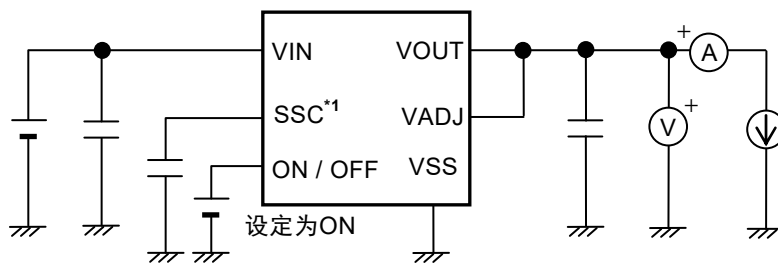 VIN
VOUT
SSC*1
VADJ
ON / OFF
VSS
设定为ON
+
A
V
+